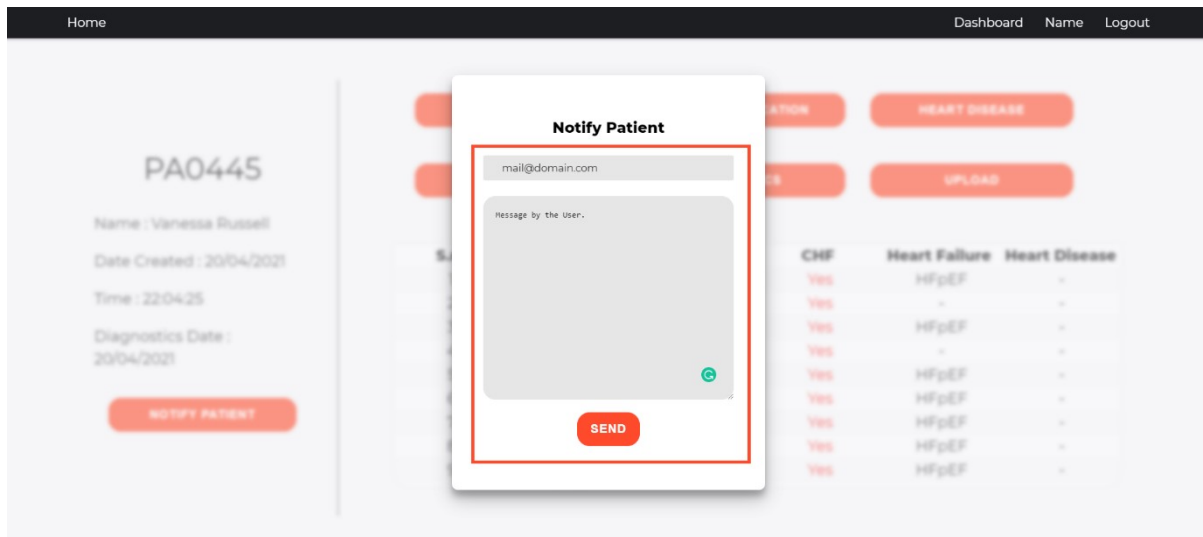 Home Dashboard Name Logout
Notify Patient
mail@domain.com
Message by the User.
SEND
PA0445
Name : Vanessa Russell
Date Created : 20/04/2021
Time : 22:04:25
Diagnostics Date :
20/04/2021
NOTIFY PATIENT
HEART DISEASE
UPLOAD
CHF Heart Failure Heart Disease
Yes HFpEF -
Yes - -
Yes HFpEF -
Yes - -
Yes HFpEF -
Yes HFpEF -
Yes HFpEF -
Yes HFpEF -
Yes HFpEF -